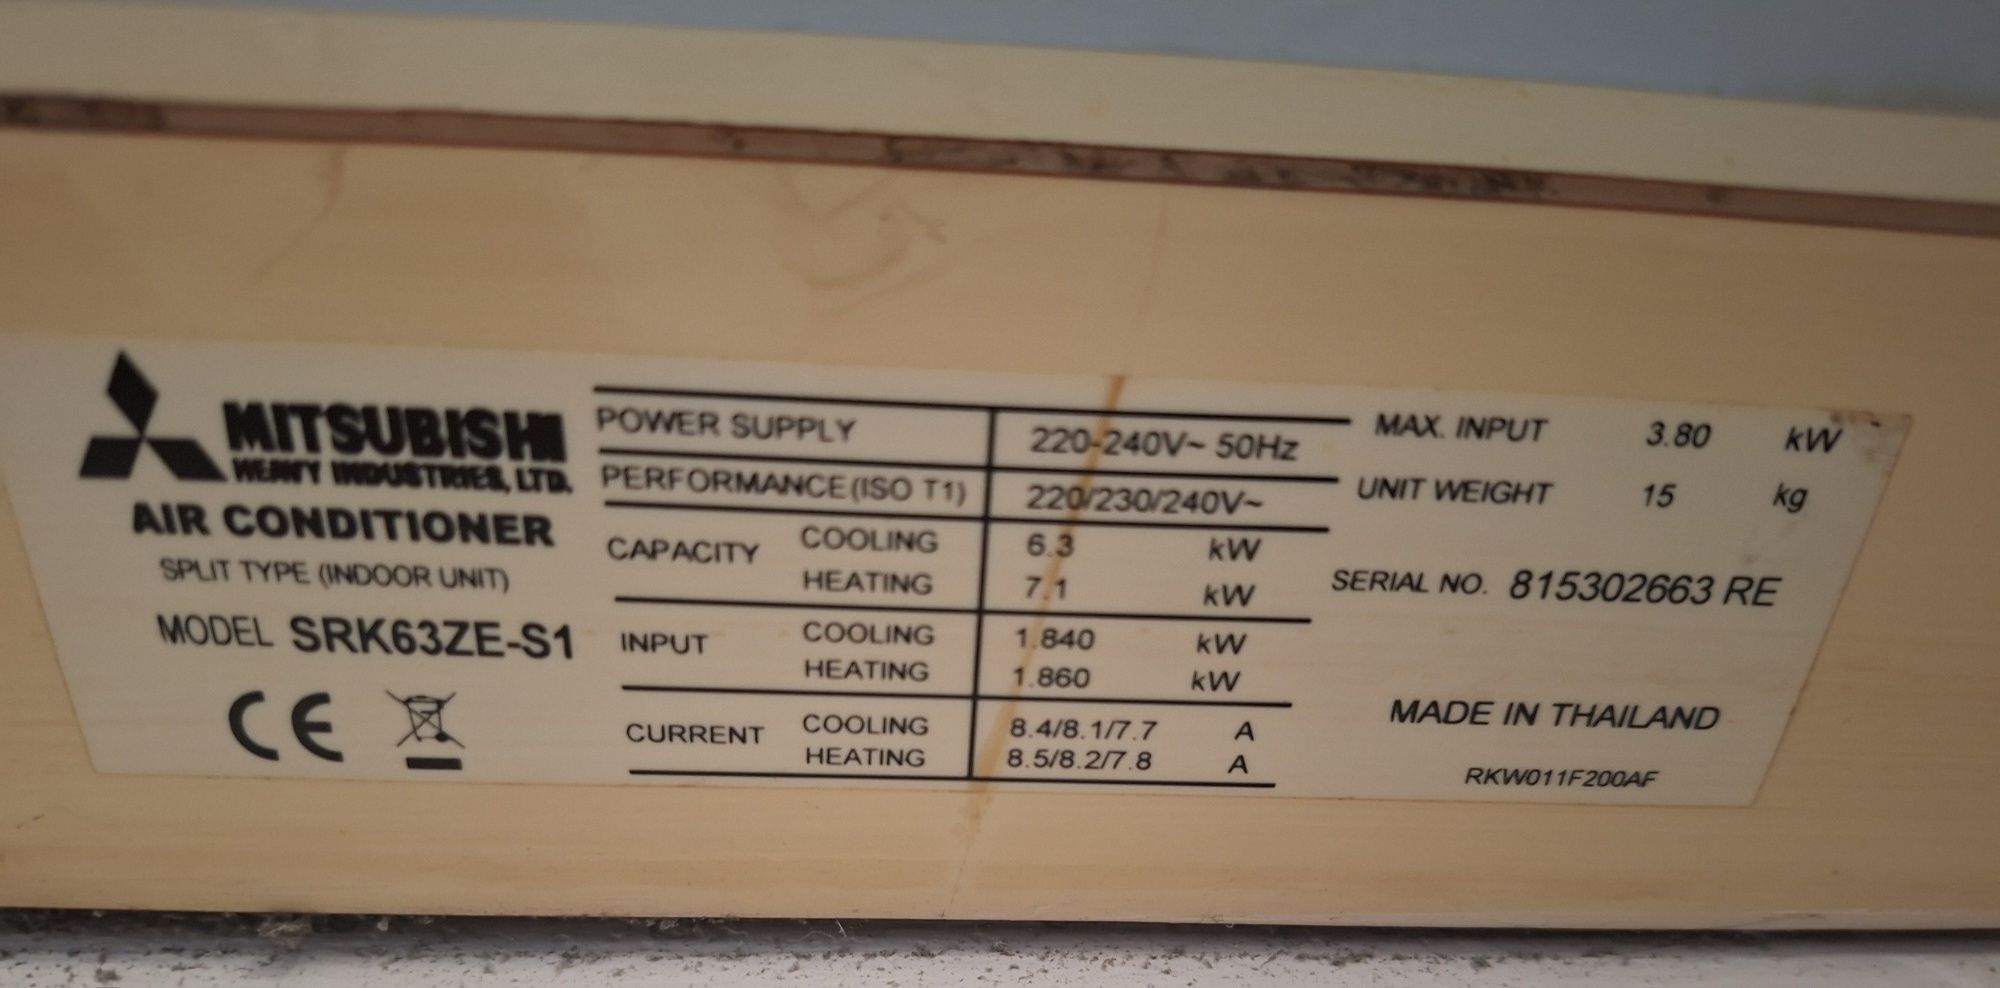 MITSUBISHI
HEAVY INDUSTRIES, LTD.
AIR CONDITIONER
SPLIT TYPE (INDOOR UNIT)
MODEL SRK63ZE-S1
CE
POWER SUPPLY 220-240V~ 50Hz
PERFORMANCE(ISO T1) 220/230/240V~
CAPACITY COOLING 6.3 kW
HEATING 7.1 kW
INPUT COOLING 1.840 kW
HEATING 1.860 kW
CURRENT COOLING 8.4/8.1/7.7 A
HEATING 8.5/8.2/7.8 A
MAX. INPUT 3.80 kW
UNIT WEIGHT 15 kg
SERIAL NO. 815302663 RE
MADE IN THAILAND
RKW011F200AF